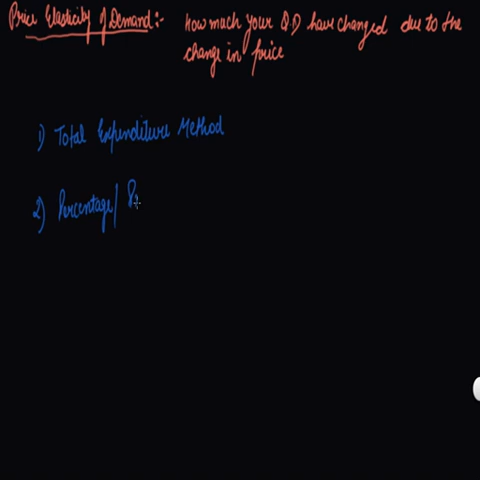 Price Elasticity of Demand:- How much your Q.D have changed due to the
change in price
1) Total Expenditure Method
2) Percentage/ P